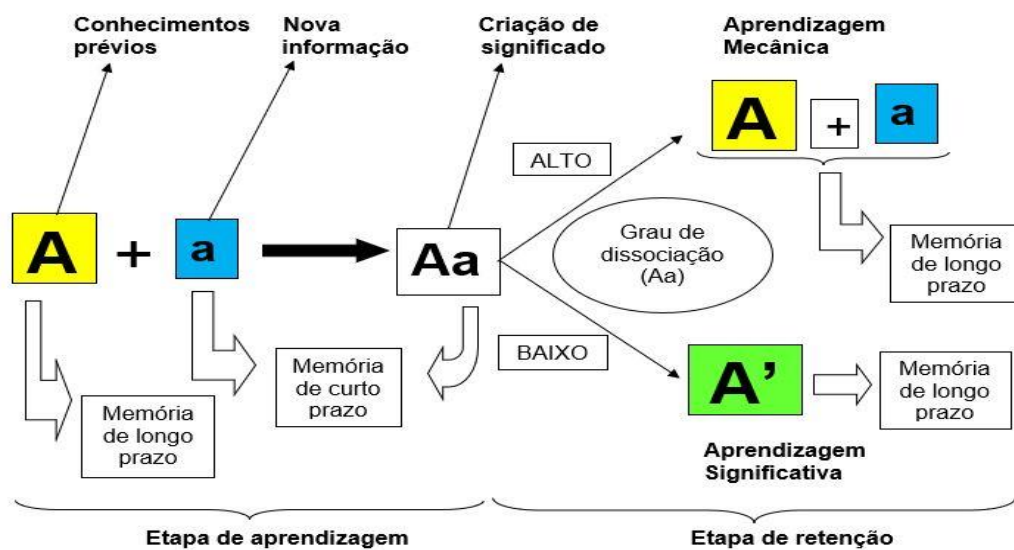 Conhecimentos
prévios
Nova
informação
Criação de
significado
Aprendizagem
Mecânica
A + a
ALTO
A + a
Aa
Grau de
dissociação
(Aa)
Memória
de longo
prazo
BAIXO
Memória
de curto
prazo
A’
Memória
de longo
prazo
Memória
de longo
prazo
Aprendizagem
Significativa
Etapa de aprendizagem
Etapa de retenção